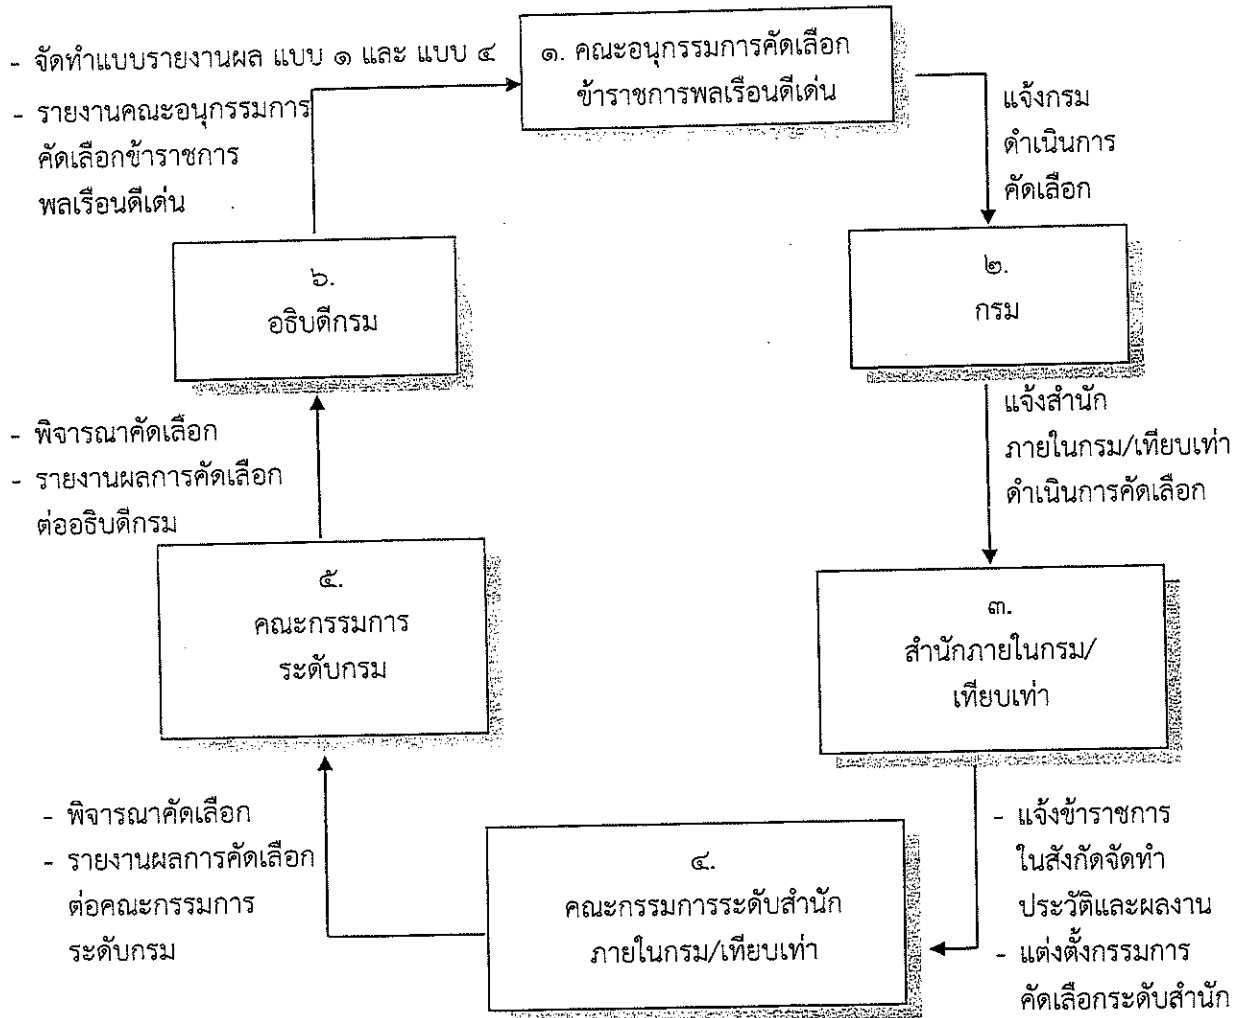 - จัดทำแบบรายงานผล แบบ ๑ และ แบบ ๔
- รายงานคณะอนุกรรมการ
คัดเลือกข้าราชการ
พลเรือนดีเด่น
๑. คณะอนุกรรมการคัดเลือก
ข้าราชการพลเรือนดีเด่น
แจ้งกรม
ดำเนินการ
คัดเลือก
๒.
กรม
แจ้งสำนัก
ภายในกรม/เทียบเท่า
ดำเนินการคัดเลือก
๓.
สำนักภายในกรม/
เทียบเท่า
- แจ้งข้าราชการ
ในสังกัดจัดทำ
ประวัติและผลงาน
- แต่งตั้งกรรมการ
คัดเลือกระดับสำนัก
๔.
คณะกรรมการระดับสำนัก
ภายในกรม/เทียบเท่า
- พิจารณาคัดเลือก
- รายงานผลการคัดเลือก
ต่อคณะกรรมการ
ระดับกรม
๕.
คณะกรรมการ
ระดับกรม
- พิจารณาคัดเลือก
- รายงานผลการคัดเลือก
ต่ออธิบดีกรม
๖.
อธิบดีกรม